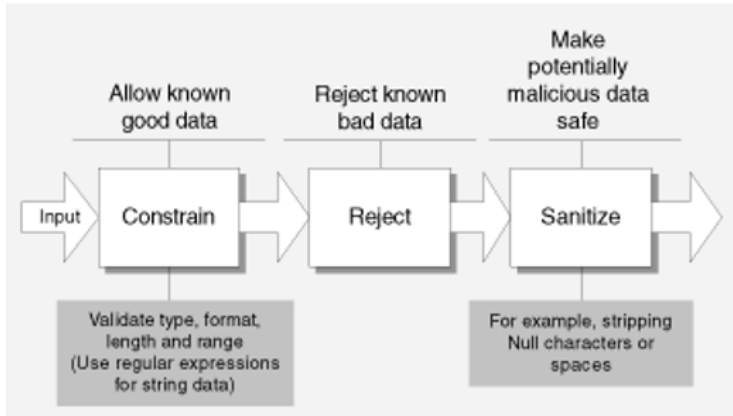 Allow known
good data
Reject known
bad data
Make
potentially
malicious data
safe
Input
Constrain
Reject
Sanitize
Validate type, format,
length and range
(Use regular expressions
for string data)
For example, stripping
Null characters or
spaces